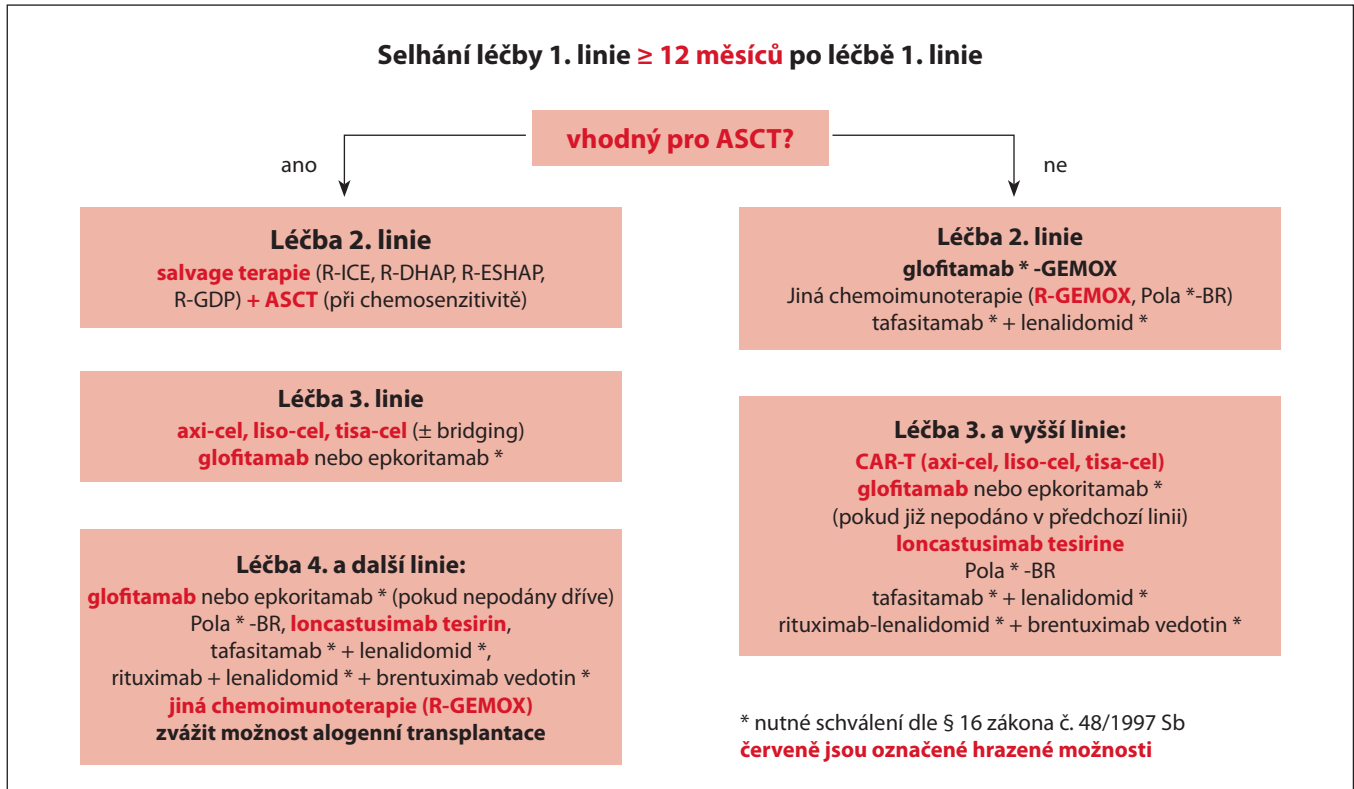 Selhání léčby 1. linie ≥ 12 měsíců po léčbě 1. linie
vhodný pro ASCT?
ano
ne
Léčba 2. linie
salvage terapie (R-ICE, R-DHAP, R-ESHAP,
R-GDP) + ASCT (při chemosenzitivitě)
Léčba 3. linie
axi-cel, liso-cel, tisa-cel (± bridging)
glofitamab nebo epkoritamab *
Léčba 4. a další linie:
glofitamab nebo epkoritamab * (pokud nepodány dříve)
Pola * -BR, loncastusimab tesirin,
tafasitamab * + lenalidomid *,
rituximab + lenalidomid * + brentuximab vedotin *
jiná chemoimunoterapie (R-GEMOX)
zvážit možnost alogenní transplantace
Léčba 2. linie
glofitamab * -GEMOX
Jiná chemoimunoterapie (R-GEMOX, Pola *-BR)
tafasitamab * + lenalidomid *
Léčba 3. a vyšší linie:
CAR-T (axi-cel, liso-cel, tisa-cel)
glofitamab nebo epkoritamab *
(pokud již nepodáno v předchozí linii)
loncastusimab tesirine
Pola * -BR
tafasitamab * + lenalidomid *
rituximab-lenalidomid * + brentuximab vedotin *
* nutné schválení dle § 16 zákona č. 48/1997 Sb
červeně jsou označené hrazené možnosti